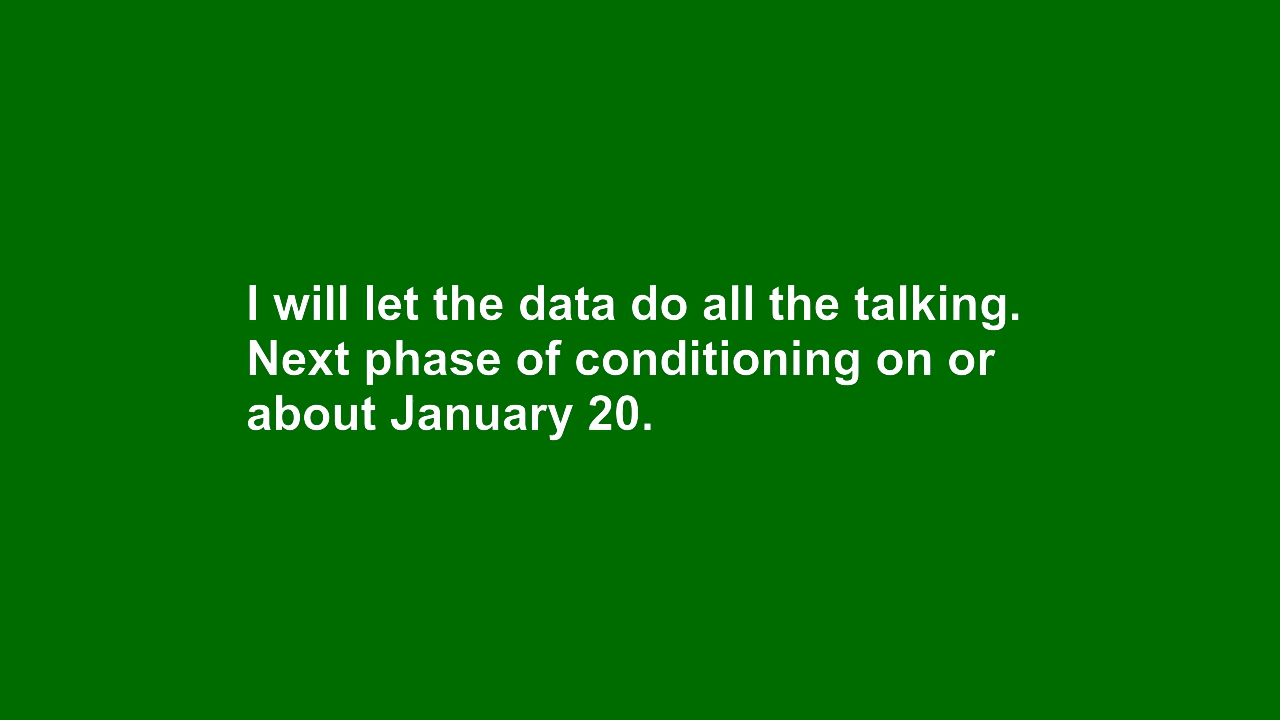 I will let the data do all the talking.
Next phase of conditioning on or
about January 20.